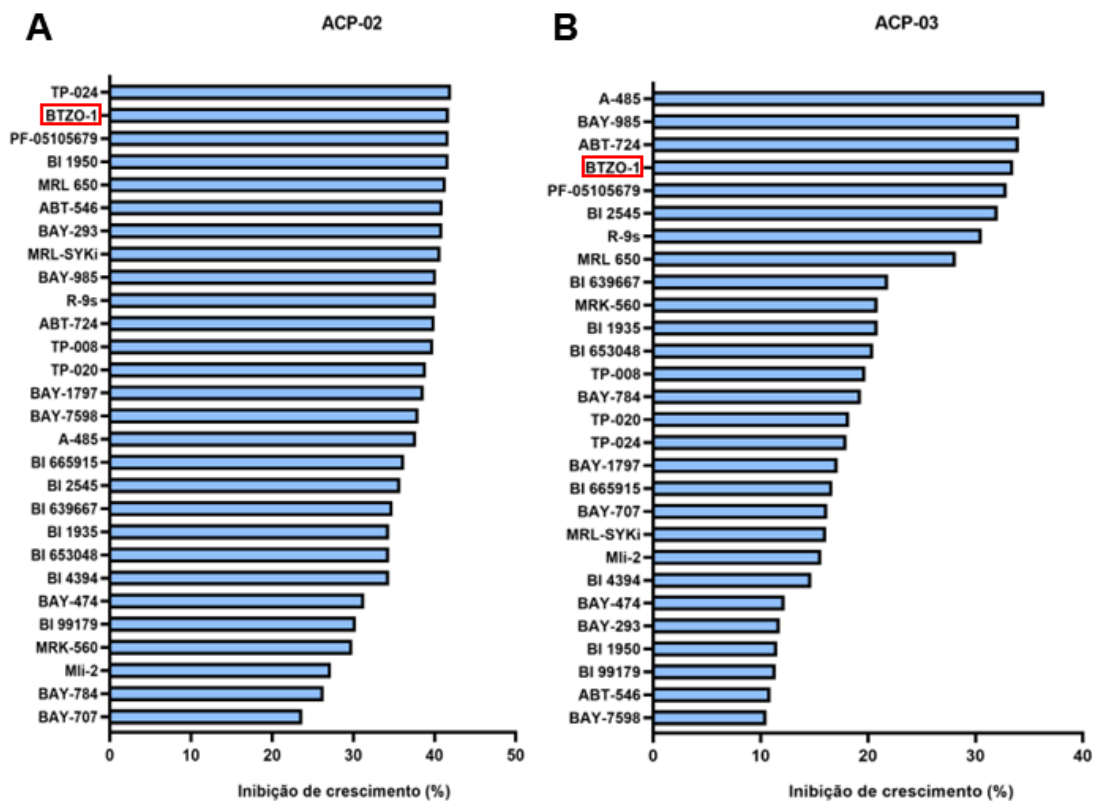 A
ACP-02
TP-024
BTZO-1
PF-05105679
BI 1950
MRL 650
ABT-546
BAY-293
MRL-SYKi
BAY-985
R-9s
ABT-724
TP-008
TP-020
BAY-1797
BAY-7598
A-485
BI 665915
BI 2545
BI 639667
BI 1935
BI 653048
BI 4394
BAY-474
BI 99179
MRK-560
Mli-2
BAY-784
BAY-707
0 10 20 30 40 50
Inibição de crescimento (%)
B
ACP-03
A-485
BAY-985
ABT-724
BTZO-1
PF-05105679
BI 2545
R-9s
MRL 650
BI 639667
MRK-560
BI 1935
BI 653048
TP-008
BAY-784
TP-020
TP-024
BAY-1797
BI 665915
BAY-707
MRL-SYKi
Mli-2
BI 4394
BAY-474
BAY-293
BI 1950
BI 99179
ABT-546
BAY-7598
0 10 20 30 40
Inibição de crescimento (%)